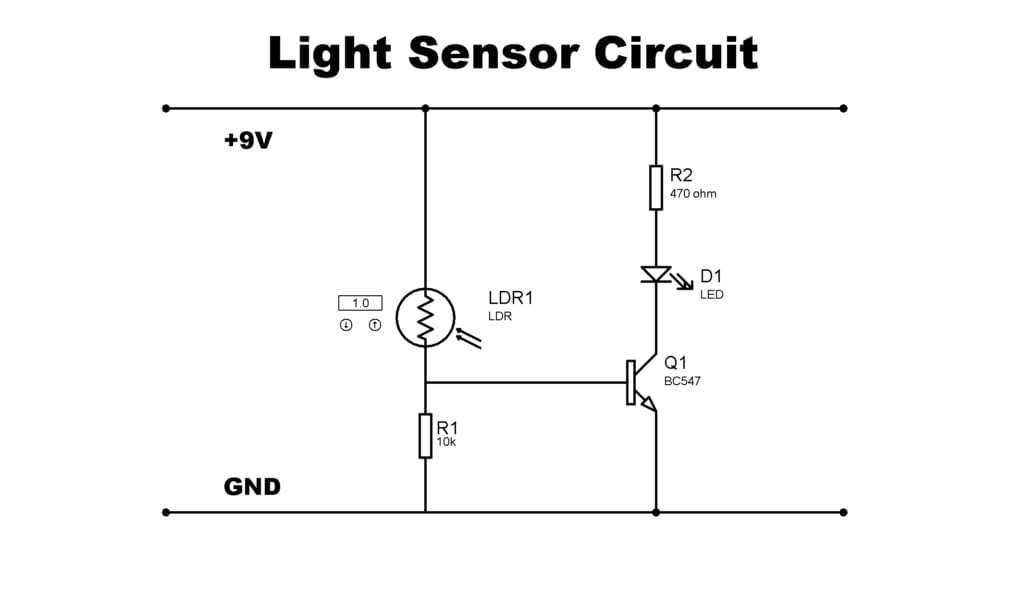 Light Sensor Circuit
+9V
R2
470 ohm
D1
LED
1.0
LDR1
LDR
Q1
BC547
R1
10k
GND